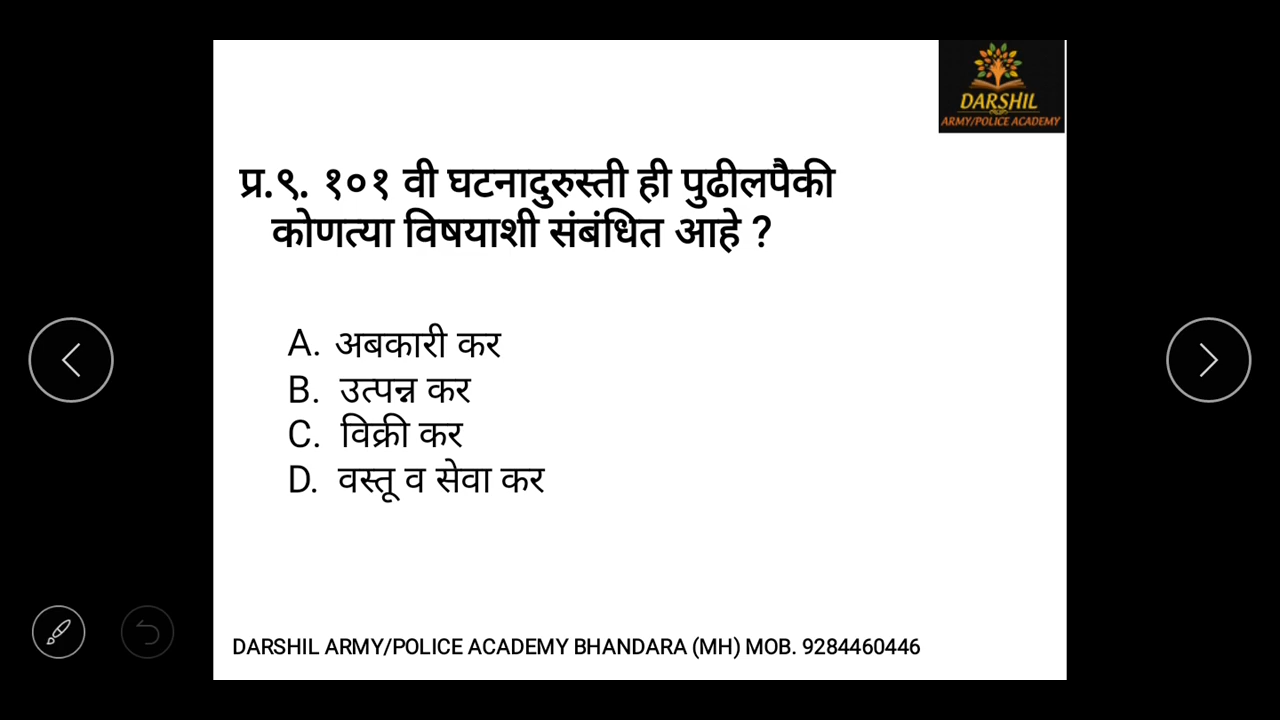 DARSHIL
ARMY/POLICE ACADEMY
प्र.९. १०१ वी घटनादुरुस्ती ही पुढीलपैकी
कोणत्या विषयाशी संबंधित आहे ?
A. अबकारी कर
B. उत्पन्न कर
C. विक्री कर
D. वस्तू व सेवा कर
DARSHIL ARMY/POLICE ACADEMY BHANDARA (MH) MOB. 9284460446